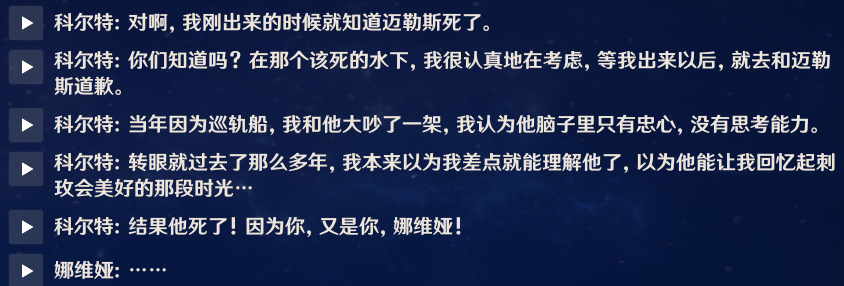 科尔特: 对啊, 我刚出来的时候就知道迈勒斯死了。
科尔特: 你们知道吗? 在那个该死的水下, 我很认真地在考虑, 等我出来以后, 就去和迈勒
斯道歉。
科尔特: 当年因为巡轨船, 我和他大吵了一架, 我认为他脑子里只有忠心, 没有思考能力。
科尔特: 转眼就过去了那么多年, 我本来以为我差点就能理解他了, 以为他能让我回忆起刺
玫会美好的那段时光…
科尔特: 结果他死了! 因为你, 又是你, 娜维娅!
娜维娅: ……